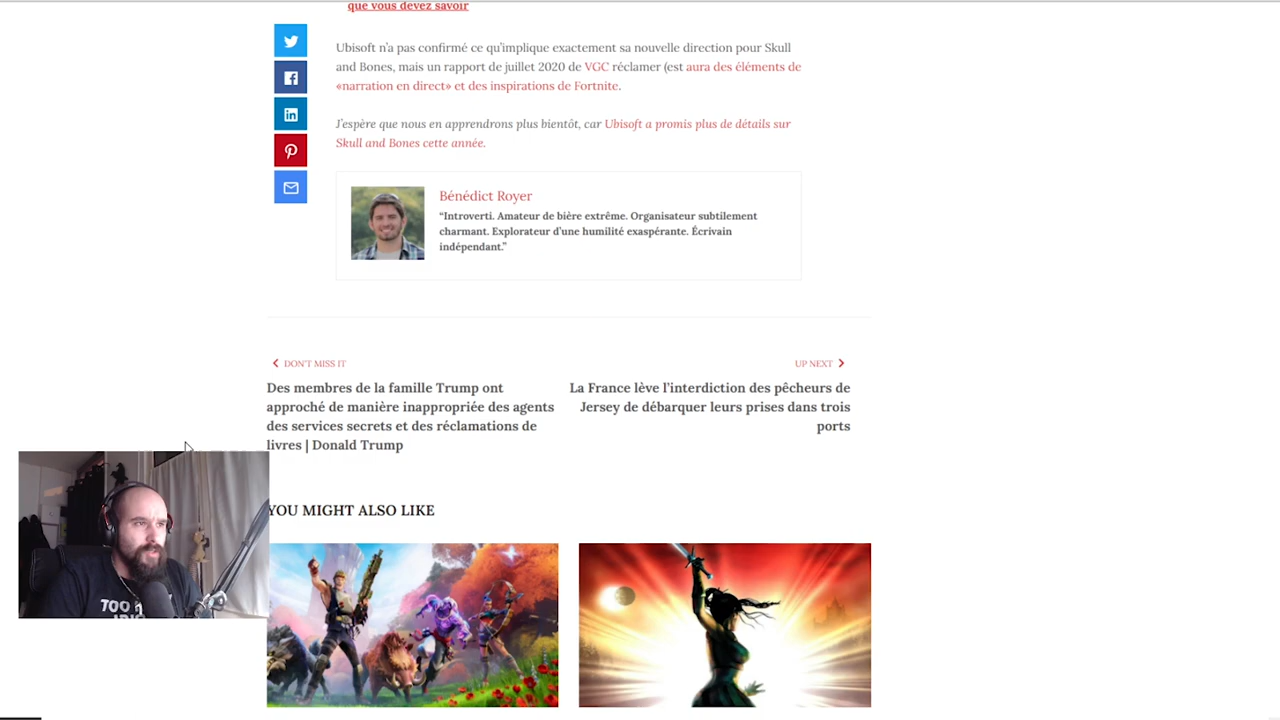 que vous devez savoir
Ubisoft n'a pas confirmé ce qu'implique exactement sa nouvelle direction pour Skull
and Bones, mais un rapport de juillet 2020 de VGC réclamer (est aura des éléments de
«narration en direct» et des inspirations de Fortnite.
J'espère que nous en apprendrons plus bientôt, car Ubisoft a promis plus de détails sur
Skull and Bones cette année.
Bénédict Royer
“Introverti. Amateur de bière extrême. Organisateur subtilement
charmant. Explorateur d'une humilité exaspérante. Écrivain
indépendant.”
DON'T MISS IT
Des membres de la famille Trump ont
approché de manière inappropriée des agents
des services secrets et des réclamations de
livres | Donald Trump
UP NEXT
La France lève l'interdiction des pêcheurs de
Jersey de débarquer leurs prises dans trois
ports
YOU MIGHT ALSO LIKE
TOO